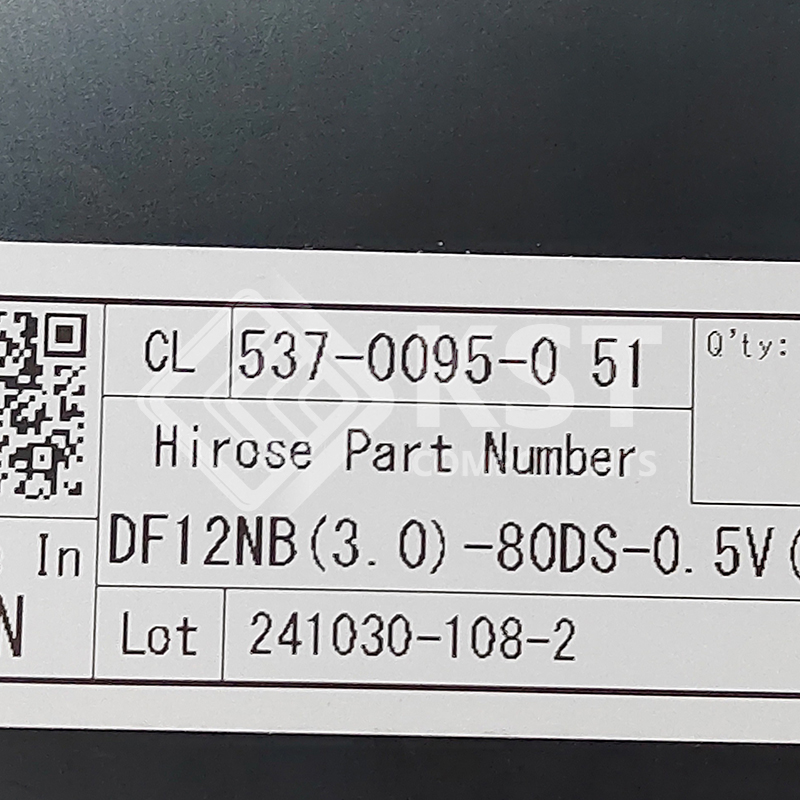 CL 537-0095-0 51 Q'ty:
Hirose Part Number
DF12NB(3.0)-80DS-0.5V(
In
N
Lot 241030-108-2
KST
COMPONENTS